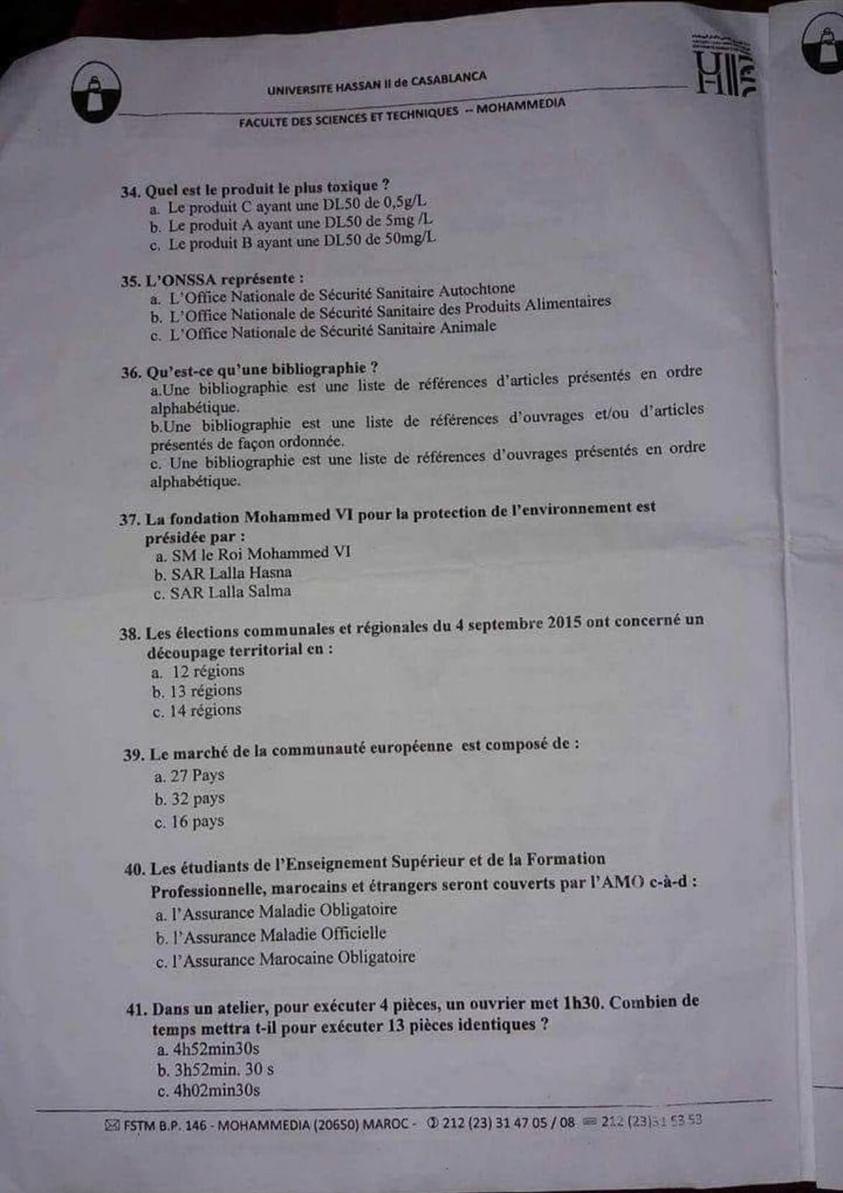 UNIVERSITE HASSAN II de CASABLANCA
FACULTE DES SCIENCES ET TECHNIQUES -- MOHAMMEDIA
34. Quel est le produit le plus toxique ?
a. Le produit C ayant une DL50 de 0,5g/L
b. Le produit A ayant une DL50 de 5mg /L
c. Le produit B ayant une DL50 de 50mg/L
35. L'ONSSA représente :
a. L'Office Nationale de Sécurité Sanitaire Autochtone
b. L'Office Nationale de Sécurité Sanitaire des Produits Alimentaires
c. L'Office Nationale de Sécurité Sanitaire Animale
36. Qu'est-ce qu'une bibliographie ?
a.Une bibliographie est une liste de références d'articles présentés en ordre
alphabétique.
b.Une bibliographie est une liste de références d'ouvrages et/ou d'articles
présentés de façon ordonnée.
c. Une bibliographie est une liste de références d'ouvrages présentés en ordre
alphabétique.
37. La fondation Mohammed VI pour la protection de l'environnement est
présidée par :
a. SM le Roi Mohammed VI
b. SAR Lalla Hasna
c. SAR Lalla Salma
38. Les élections communales et régionales du 4 septembre 2015 ont concerné un
découpage territorial en :
a. 12 régions
b. 13 régions
c. 14 régions
39. Le marché de la communauté européenne est composé de :
a. 27 Pays
b. 32 pays
c. 16 pays
40. Les étudiants de l'Enseignement Supérieur et de la Formation
Professionnelle, marocains et étrangers seront couverts par l'AMO c-à-d :
a. l'Assurance Maladie Obligatoire
b. l'Assurance Maladie Officielle
c. l'Assurance Marocaine Obligatoire
41. Dans un atelier, pour exécuter 4 pièces, un ouvrier met 1h30. Combien de
temps mettra t-il pour exécuter 13 pièces identiques ?
a. 4h52min30s
b. 3h52min. 30 s
c. 4h02min30s
FSTM B.P. 146 - MOHAMMEDIA (20650) MAROC - 212 (23) 31 47 05 / 08 212 (23)31 53 53